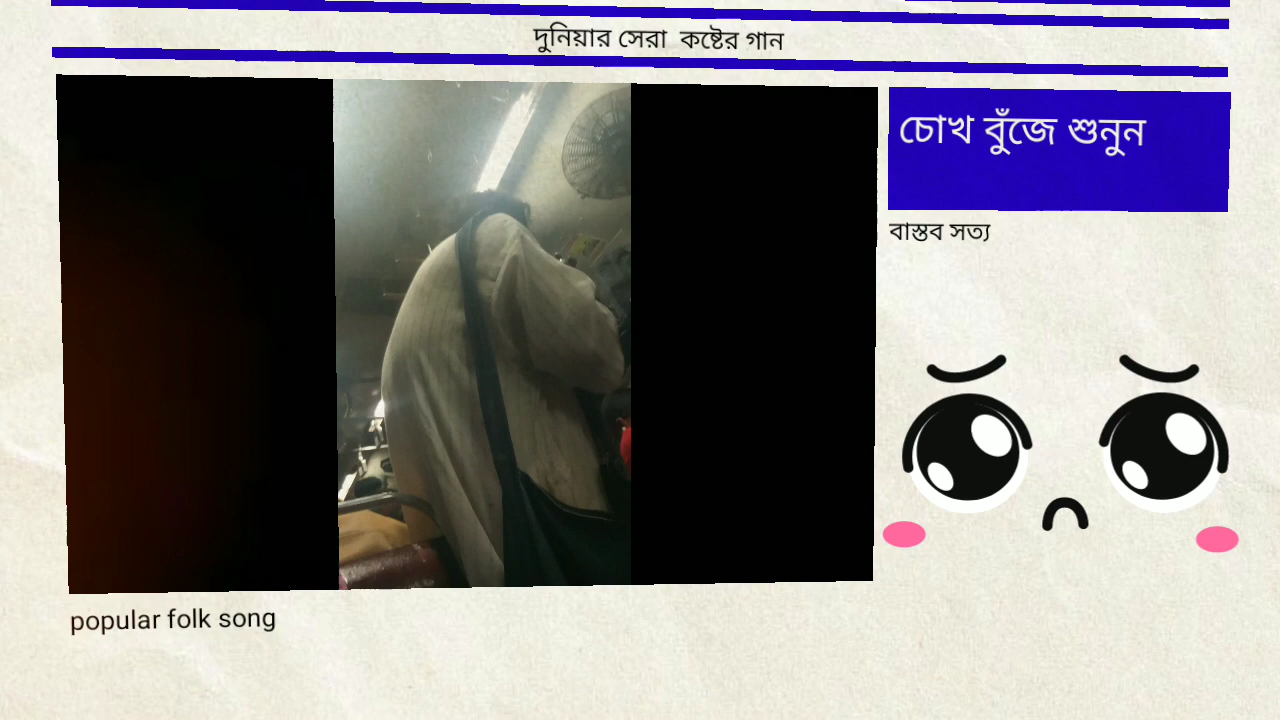 দুনিয়ার সেরা কষ্টের গান
চোখ বুঁজে শুনুন
বাস্তব সত্য
popular folk song